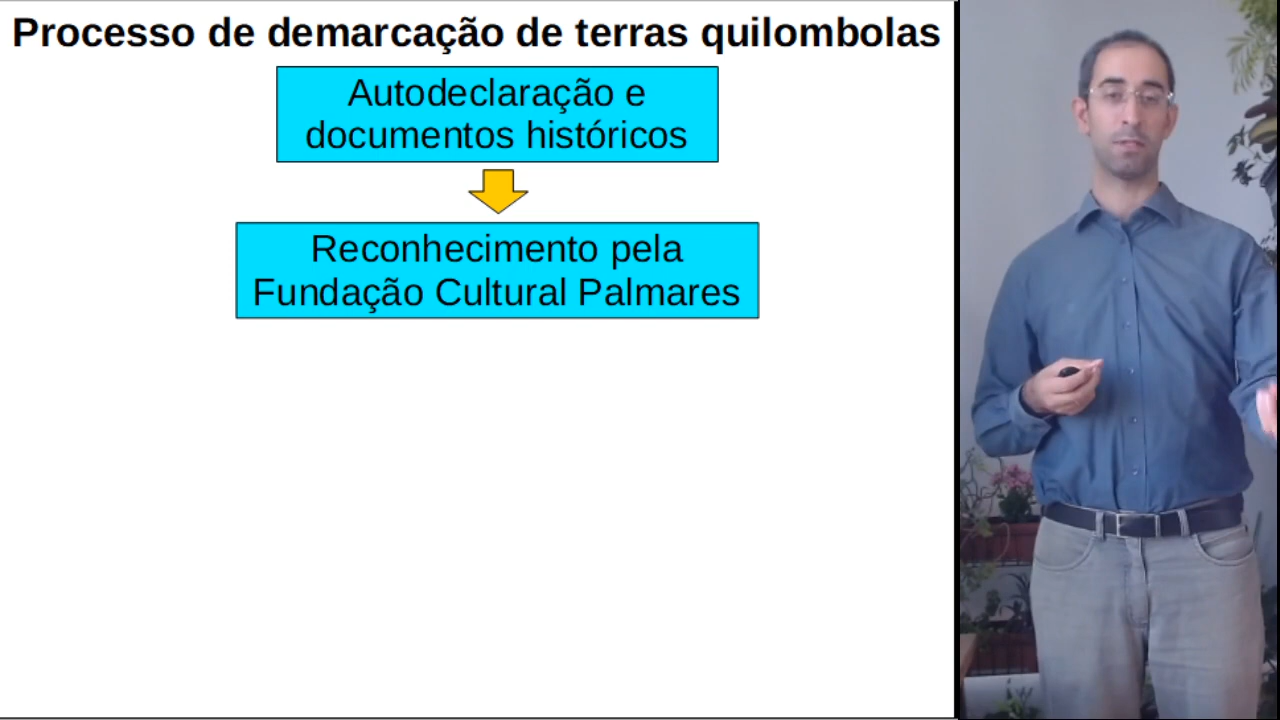 Processo de demarcação de terras quilombolas
Autodeclaração e
documentos históricos
Reconhecimento pela
Fundação Cultural Palmares